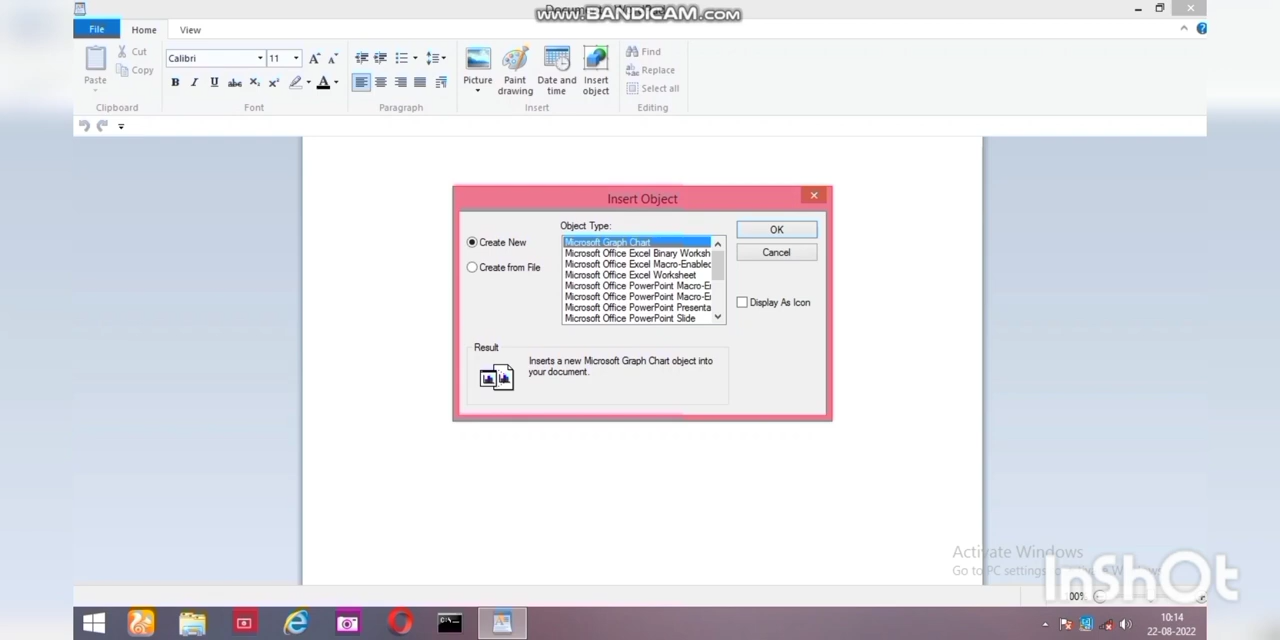 www.BANDICAM.com
File Home View
Paste
Cut
Copy
Clipboard
Calibri 11
B I U abc X₂ X² A
Font
Paragraph
Picture
Paint drawing
Date and time
Insert object
Insert
Find
Replace
Select all
Editing
Insert Object
Create New
Create from File
Object Type:
Microsoft Graph Chart
Microsoft Office Excel Binary Worksh
Microsoft Office Excel Macro-Enabled
Microsoft Office Excel Worksheet
Microsoft Office PowerPoint Macro-E
Microsoft Office PowerPoint Macro-E
Microsoft Office PowerPoint Presenta
Microsoft Office PowerPoint Slide
OK
Cancel
Display As Icon
Result
Inserts a new Microsoft Graph Chart object into
your document.
Activate Windows
Go to PC settings
InShOt
100%
10:14
22-08-2022